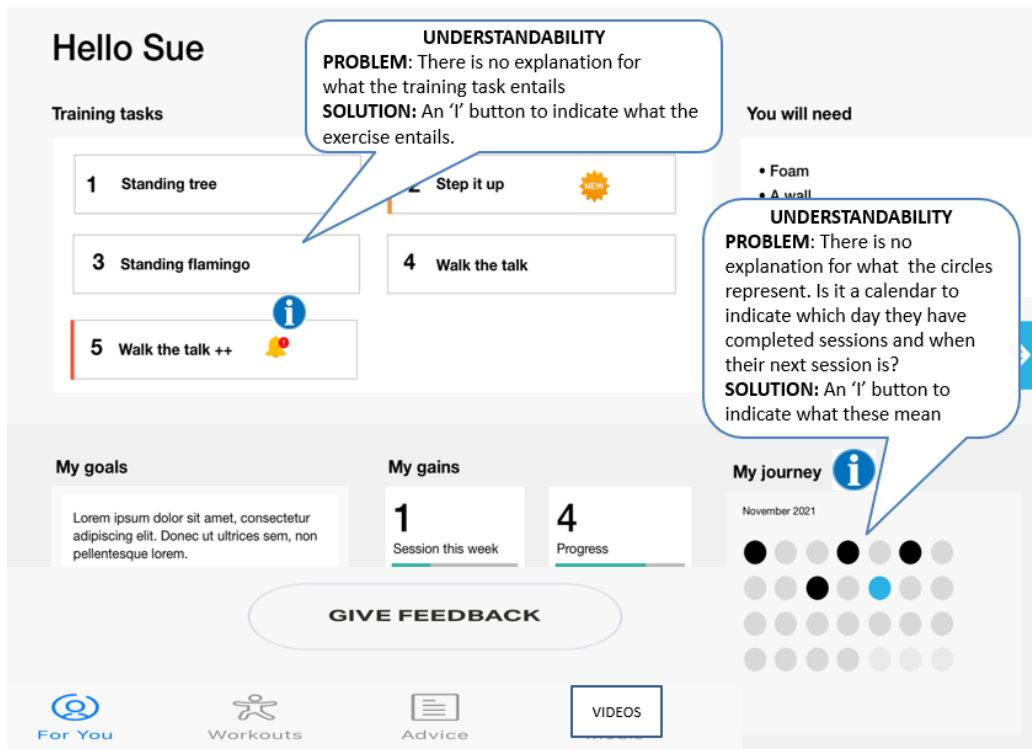 Hello Sue
UNDERSTANDABILITY
PROBLEM: There is no explanation for
what the training task entails
SOLUTION: An ‘I’ button to indicate what the
exercise entails.
Training tasks
1 Standing tree
Step it up
NEW
3 Standing flamingo
4 Walk the talk
i
5 Walk the talk ++
You will need
• Foam
• A wall
UNDERSTANDABILITY
PROBLEM: There is no
explanation for what the circles
represent. Is it a calendar to
indicate which day they have
completed sessions and when
their next session is?
SOLUTION: An ‘I’ button to
indicate what these mean
My goals
Lorem ipsum dolor sit amet, consectetur
adipiscing elit. Donec ut ultrices sem, non
pellentesque lorem.
My gains
1
Session this week
4
Progress
My journey i
November 2021
GIVE FEEDBACK
For You
Workouts
Advice
VIDEOS